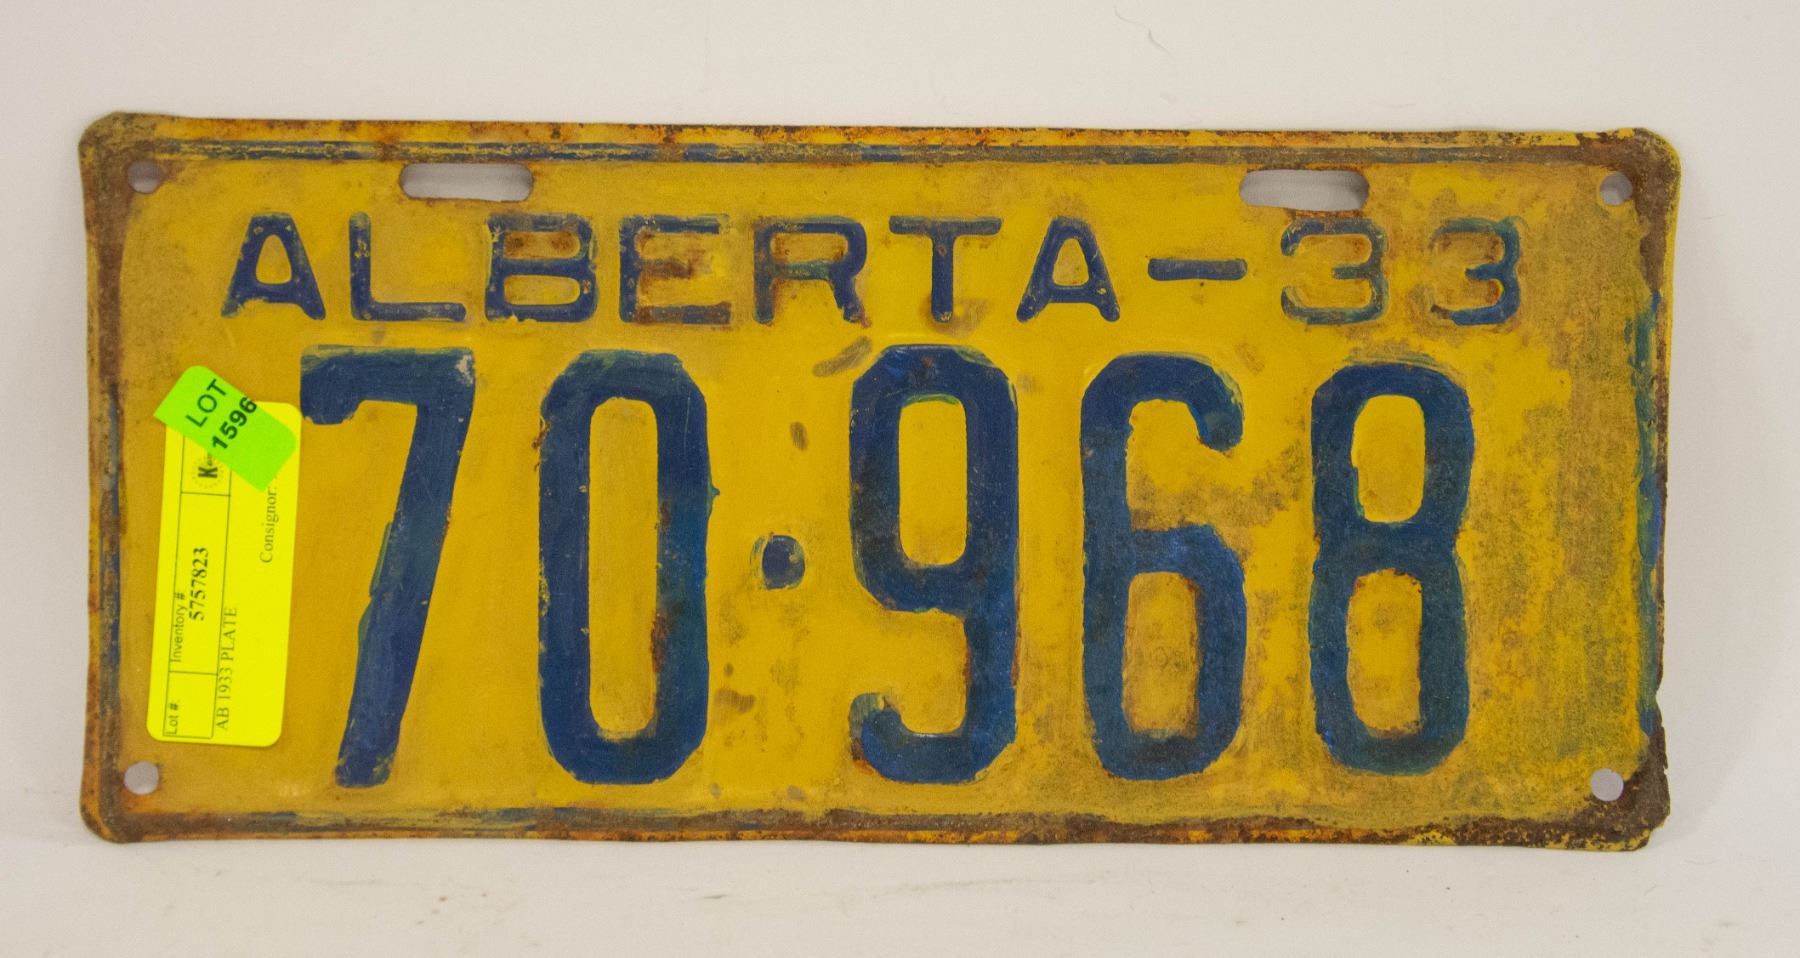 ALBERTA-33
70·968
LOT
1596
Lot #:
Inventory #
5757823
AB 1933 PLATE
Consignor: